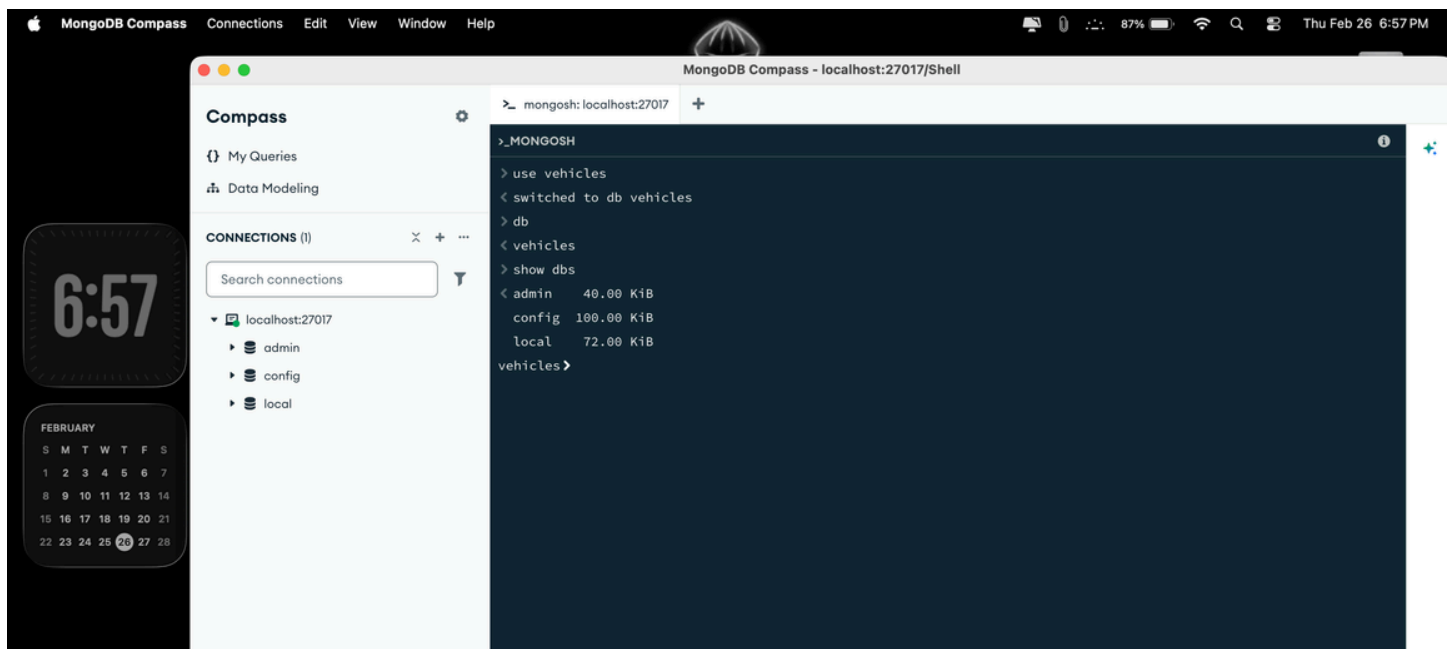 MongoDB Compass Connections Edit View Window Help 87% Thu Feb 26 6:57 PM
MongoDB Compass - localhost:27017/Shell
Compass
{} My Queries
Data Modeling
CONNECTIONS (1)
Search connections
localhost:27017
admin
config
local
>_ mongosh: localhost:27017 +
>_MONGOSH
> use vehicles
< switched to db vehicles
> db
< vehicles
> show dbs
< admin 40.00 KiB
config 100.00 KiB
local 72.00 KiB
vehicles>
6:57
FEBRUARY
S M T W T F S
1 2 3 4 5 6 7
8 9 10 11 12 13 14
15 16 17 18 19 20 21
22 23 24 25 26 27 28